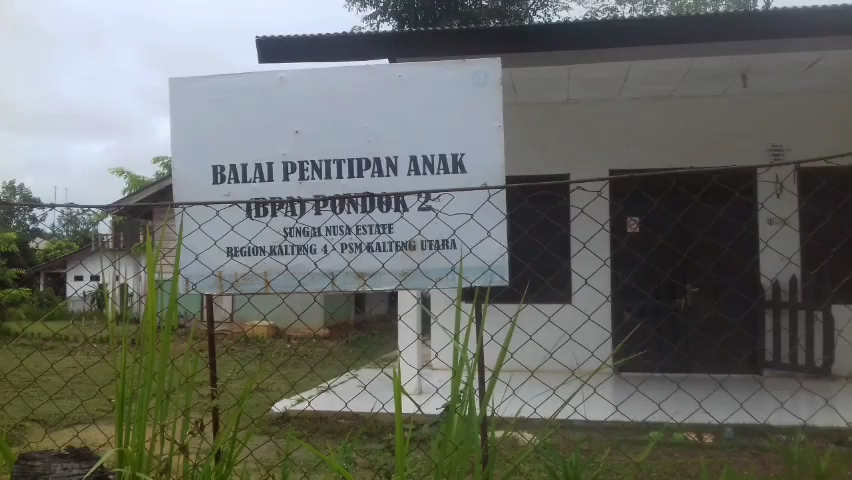 BALAI PENITIPAN ANAK
(BPA) PONDOK 2
SUNGAI NUSA ESTATE
REGION KALTENG 4 - PSM KALTENG UTARA